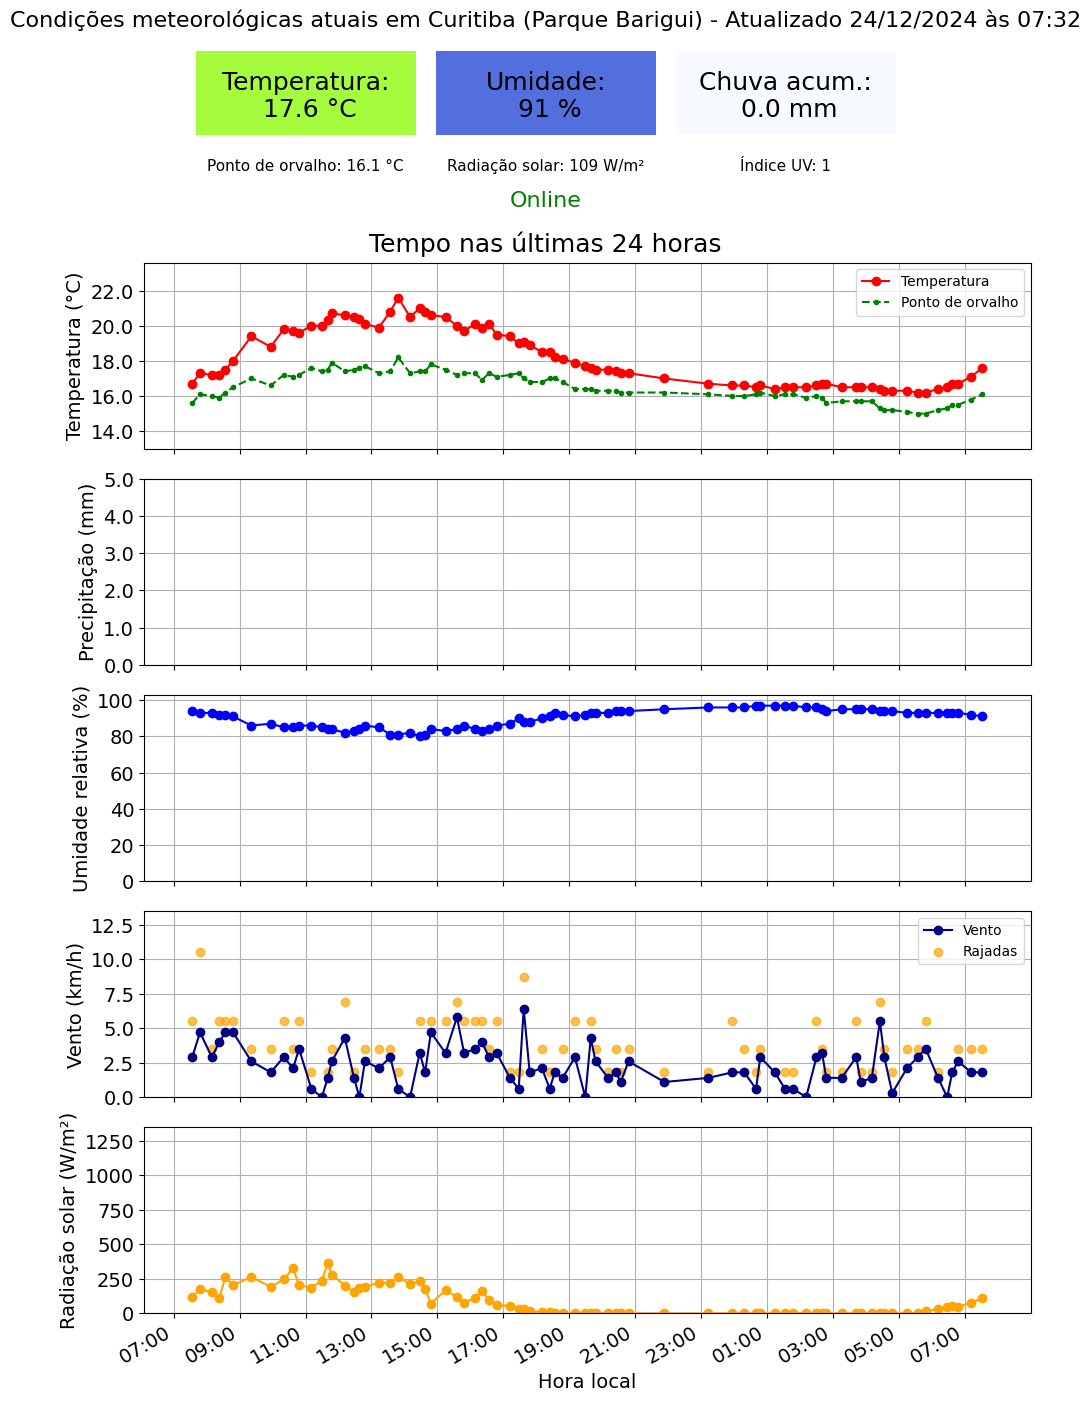 Condições meteorológicas atuais em Curitiba (Parque Barigui) - Atualizado 24/12/2024 às 07:32
Temperatura:
17.6 °C
Umidade:
91 %
Chuva acum.:
0.0 mm
Ponto de orvalho: 16.1 °C
Radiação solar: 109 W/m²
Índice UV: 1
Online
Tempo nas últimas 24 horas
Temperatura (°C)
22.0
20.0
18.0
16.0
14.0
Temperatura
Ponto de orvalho
Precipitação (mm)
5.0
4.0
3.0
2.0
1.0
0.0
Umidade relativa (%)
100
80
60
40
20
0
Vento (km/h)
12.5
10.0
7.5
5.0
2.5
0.0
Vento
Rajadas
Radiação solar (W/m²)
1250
1000
750
500
250
0
07:00
09:00
11:00
13:00
15:00
17:00
19:00
21:00
23:00
01:00
03:00
05:00
07:00
Hora local